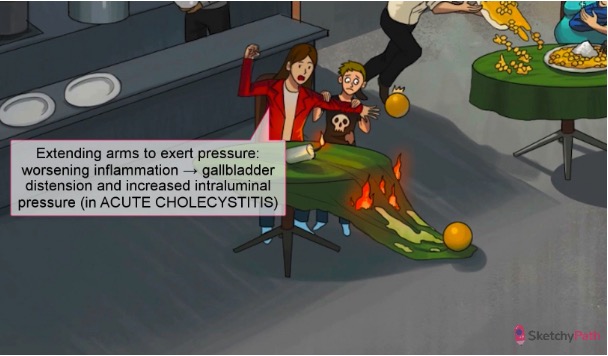 Extending arms to exert pressure:
worsening inflammation → gallbladder
distension and increased intraluminal
pressure (in ACUTE CHOLECYSTITIS)
SketchyPath